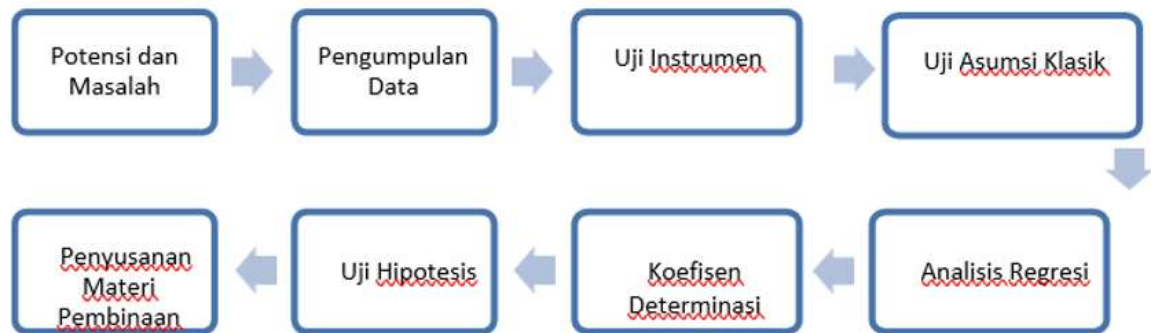 Potensi dan
Masalah
Pengumpulan
Data
Uji Instrumen
Uji Asumsi Klasik
Analisis Regresi
Koefisen
Determinasi
Uji Hipotesis
Penyusanan
Materi
Pembinaan